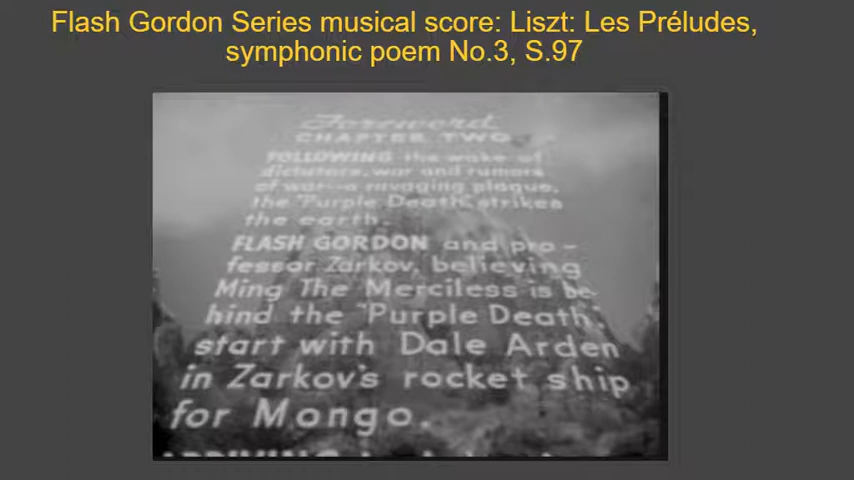 Flash Gordon Series musical score: Liszt: Les Préludes,
symphonic poem No.3, S.97
Foreword
CHAPTER TWO
FOLLOWING the wake of
dictators, war and rumors
of war—a ravaging plague,
the "Purple Death," strikes
the earth.
FLASH GORDON and pro-
fessor Zarkov, believing
Ming The Merciless is be-
hind the "Purple Death,"
start with Dale Arden
in Zarkov's rocket ship
for Mongo.